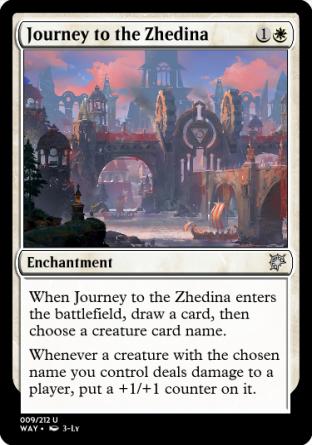 Journey to the Zhedina 1
Enchantment
When Journey to the Zhedina enters
the battlefield, draw a card, then
choose a creature card name.
Whenever a creature with the chosen
name you control deals damage to a
player, put a +1/+1 counter on it.
009/212 U
WAY • 3-Ly